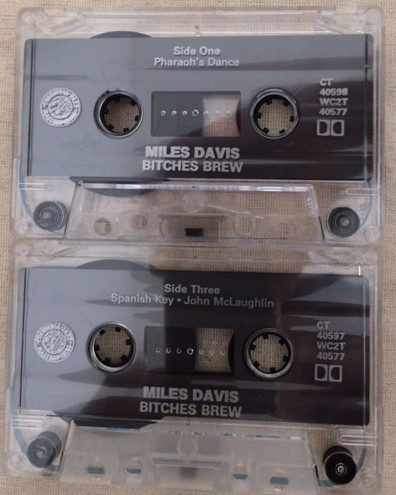 Side One
Pharaoh's Dance
CT
40598
WC2T
40577
MILES DAVIS
BITCHES BREW
Side Three
Spanish Key • John McLaughlin
CT
40597
WC2T
40577
MILES DAVIS
BITCHES BREW